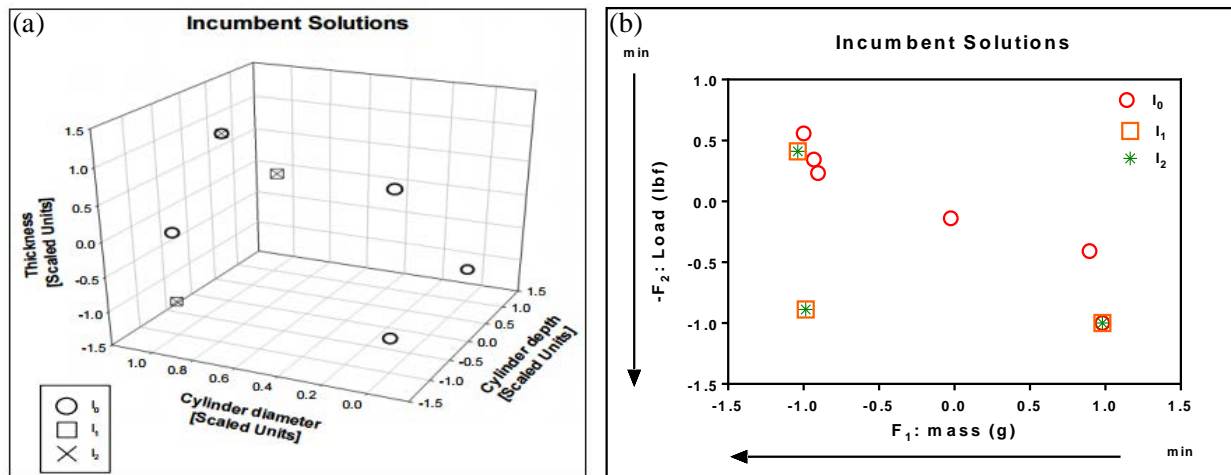 (a)
Incumbent Solutions
1.5
1.0
0.5
0.0
-0.5
-1.0
-1.5
Thickness
[Scaled Units]
1.0
0.8
0.6
0.4
0.2
0.0
Cylinder diameter
[Scaled Units]
1.5
1.0
0.5
0.0
-0.5
-1.0
-1.5
Cylinder depth
[Scaled Units]
I0
I1
I2
(b)
min
Incumbent Solutions
1.0
0.5
0.0
-0.5
-1.0
-1.5
-F2: Load (lbf)
I0
I1
I2
-1.5 -1.0 -0.5 0.0 0.5 1.0 1.5
F1: mass (g)
min